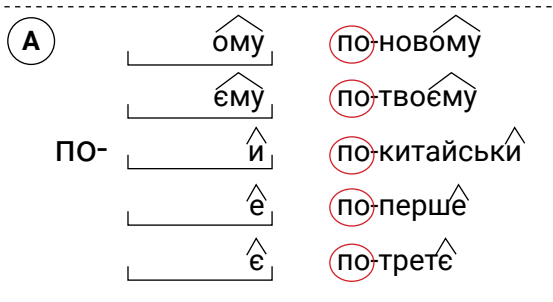 А
ому по-новому
єму по-твоєму
ПО- и по-китайськи
е по-перше
є по-третє